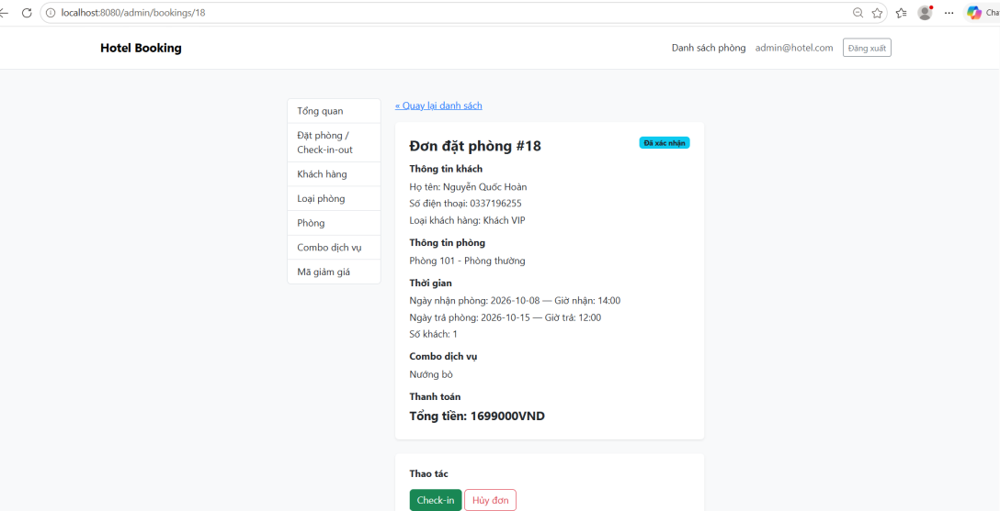 localhost:8080/admin/bookings/18
Hotel Booking
Danh sách phòng admin@hotel.com Đăng xuất
Tổng quan
Đặt phòng /
Check-in-out
Khách hàng
Loại phòng
Phòng
Combo dịch vụ
Mã giảm giá
« Quay lại danh sách
Đơn đặt phòng #18
Đã xác nhận
Thông tin khách
Họ tên: Nguyễn Quốc Hoàn
Số điện thoại: 0337196255
Loại khách hàng: Khách VIP
Thông tin phòng
Phòng 101 - Phòng thường
Thời gian
Ngày nhận phòng: 2026-10-08 — Giờ nhận: 14:00
Ngày trả phòng: 2026-10-15 — Giờ trả: 12:00
Số khách: 1
Combo dịch vụ
Nướng bò
Thanh toán
Tổng tiền: 1699000VND
Thao tác
Check-in Hủy đơn